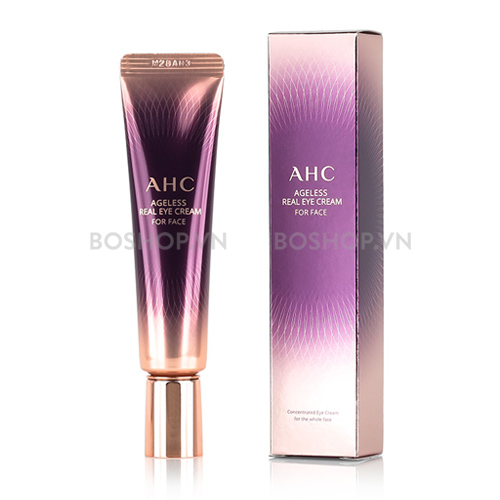 M28AH3
AHC
AGELESS
REAL EYE CREAM
FOR FACE
AHC
AGELESS
REAL EYE CREAM
FOR FACE
BOSHOP.VN
BOSHOP.VN
Concentrated Eye Cream
for the whole face